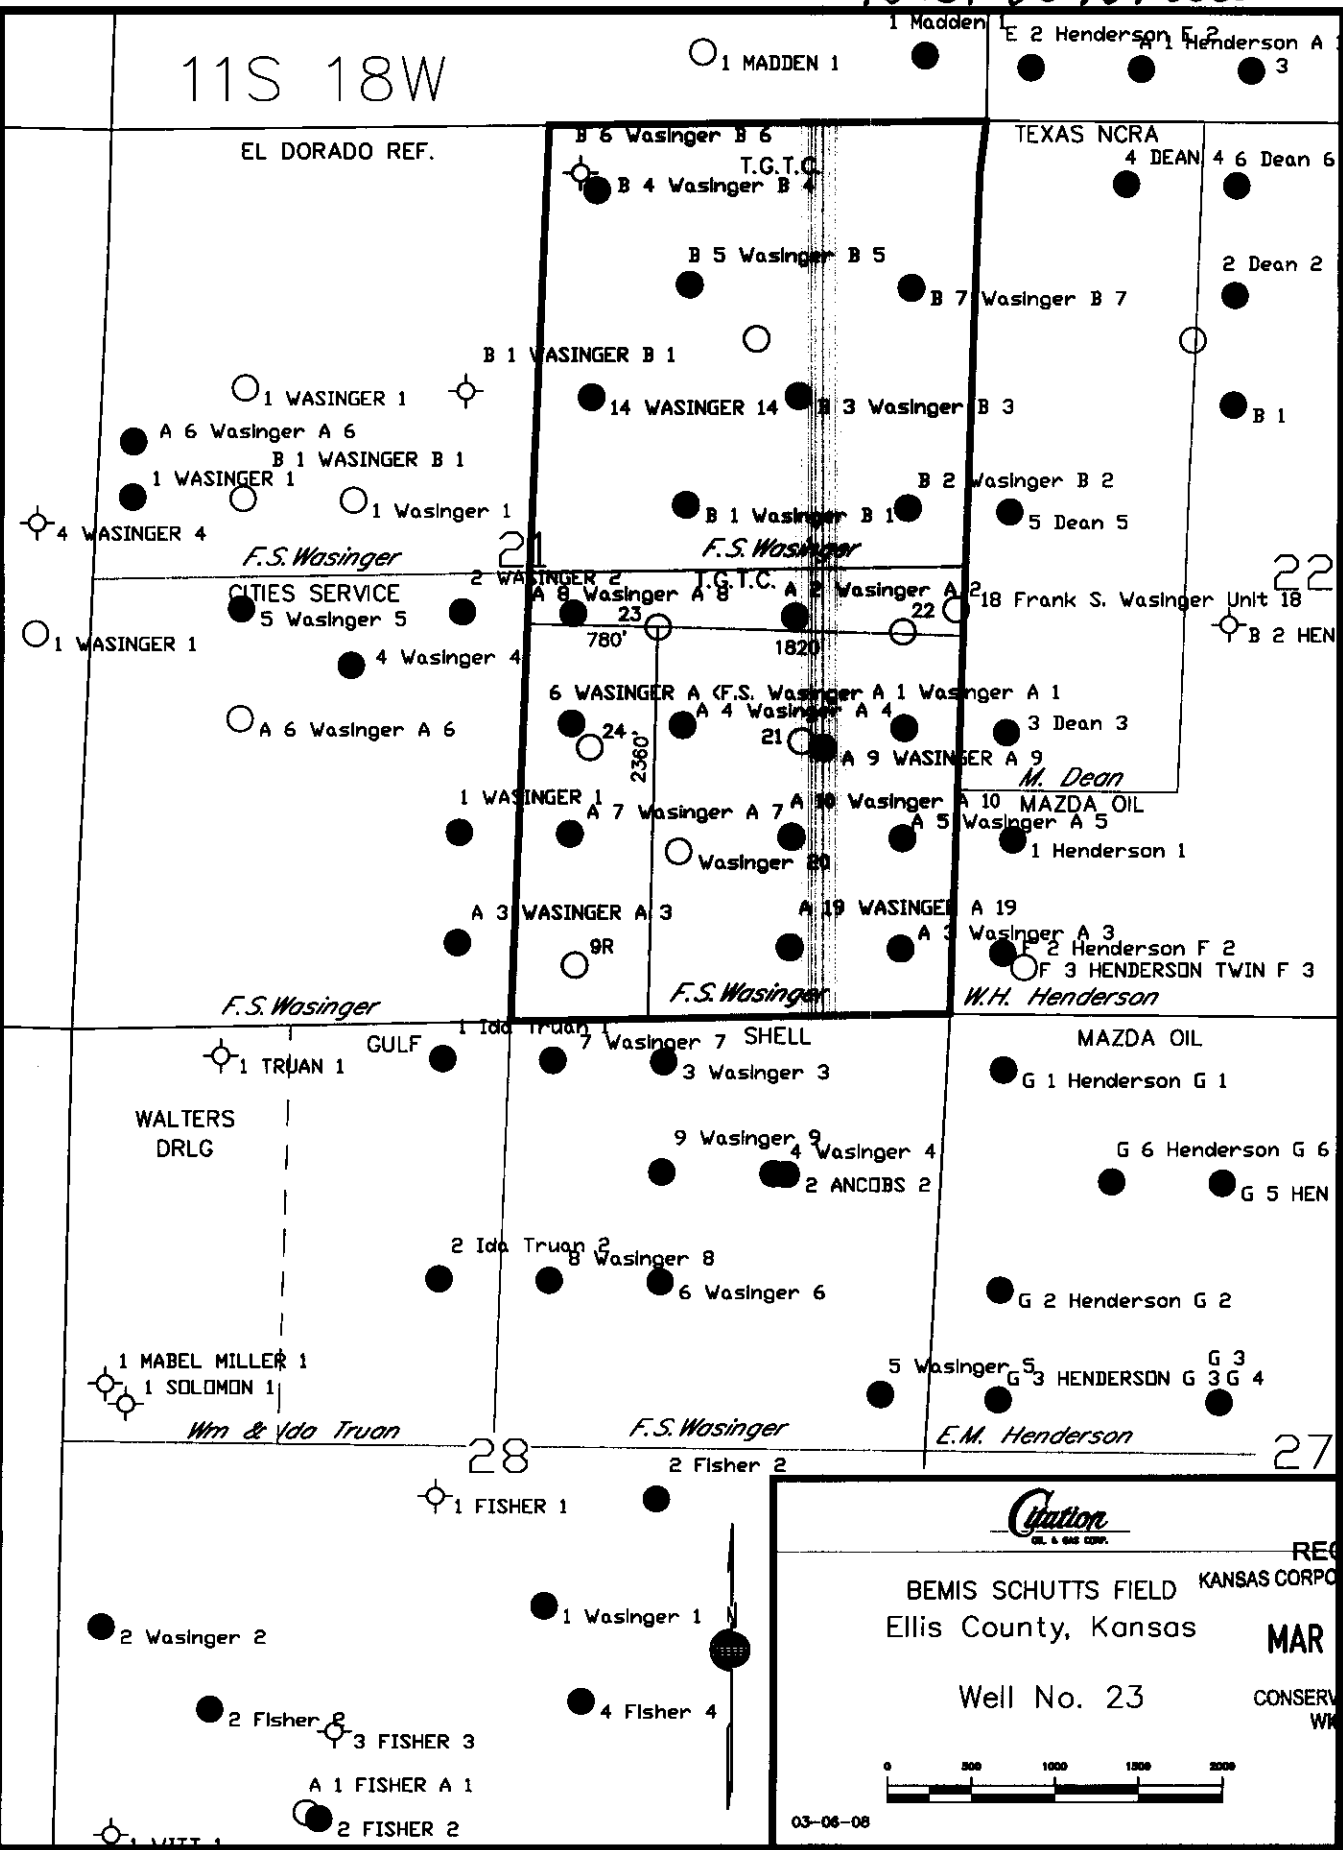 1 Madden 1
E 2 Henderson E 2
A 1 Henderson A 1
11S 18W
1 MADDEN 1
3
EL DORADO REF.
B 6 Wasinger B 6
T.G.T.C.
TEXAS NCRA
4 DEAN 4
6 Dean 6
B 4 Wasinger B 4
B 5 Wasinger B 5
2 Dean 2
B 7 Wasinger B 7
B 1 WASINGER B 1
1 WASINGER 1
14 WASINGER 14
B 3 Wasinger B 3
B 1
A 6 Wasinger A 6
B 1 WASINGER B 1
1 WASINGER 1
1 Wasinger 1
B 2 Wasinger B 2
B 1 Wasinger B 1
5 Dean 5
4 WASINGER 4
F.S. Wasinger
21
F.S. Wasinger
22
CITIES SERVICE
2 WASINGER 2
T.G.T.C.
A 8 Wasinger A 8
A 2 Wasinger A 2
18 Frank S. Wasinger Unit 18
5 Wasinger 5
23
22
780'
1820'
B 2 HEN
1 WASINGER 1
4 Wasinger 4
6 WASINGER A (F.S. Wasinger
A 1 Wasinger A 1
A 4 Wasinger A 4
A 6 Wasinger A 6
24
2360'
21
3 Dean 3
A 9 WASINGER A 9
M. Dean
1 WASINGER 1
A 10 Wasinger A 10
MAZDA OIL
A 7 Wasinger A 7
A 5 Wasinger A 5
Wasinger 20
1 Henderson 1
A 3 WASINGER A 3
A 19 WASINGER A 19
9R
A 3 Wasinger A 3
F 2 Henderson F 2
F 3 HENDERSON TWIN F 3
F.S. Wasinger
F.S. Wasinger
W.H. Henderson
1 Ida Truan 1
GULF
7 Wasinger 7
SHELL
MAZDA OIL
1 TRUAN 1
3 Wasinger 3
G 1 Henderson G 1
WALTERS
DRLG
9 Wasinger 9
4 Wasinger 4
2 ANCOBS 2
G 6 Henderson G 6
G 5 HEN
2 Ida Truan 2
8 Wasinger 8
6 Wasinger 6
G 2 Henderson G 2
1 MABEL MILLER 1
1 SOLOMON 1
5 Wasinger 5
G 3
G 3 HENDERSON G 3
G 4
Wm & Ida Truan
F.S. Wasinger
E.M. Henderson
28
27
2 Fisher 2
1 FISHER 1
Citation
OIL & GAS CORP.
REC
KANSAS CORPO
BEMIS SCHUTTS FIELD
Ellis County, Kansas
MAR
1 Wasinger 1
N
2 Wasinger 2
Well No. 23
CONSERV
WI
2 Fisher 2
4 Fisher 4
3 FISHER 3
0 500 1000 1500 2000
A 1 FISHER A 1
2 FISHER 2
03-06-08